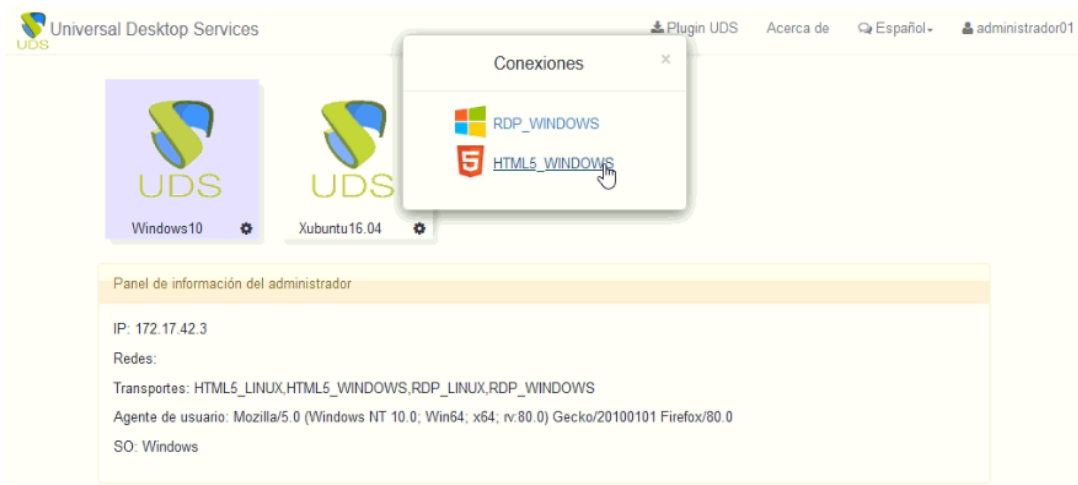 UDS
Universal Desktop Services
Plugin UDS
Acerca de
Español
administrador01
Conexiones
×
RDP_WINDOWS
HTML5_WINDOWS
UDS
Windows10
UDS
Xubuntu16.04
Panel de información del administrador
IP: 172.17.42.3
Redes:
Transportes: HTML5_LINUX,HTML5_WINDOWS,RDP_LINUX,RDP_WINDOWS
Agente de usuario: Mozilla/5.0 (Windows NT 10.0; Win64; x64; rv:80.0) Gecko/20100101 Firefox/80.0
SO: Windows